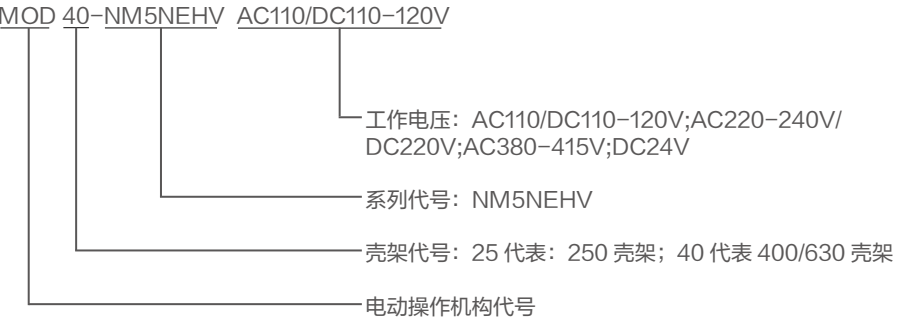 MOD 40-NM5NEHV AC110/DC110-120V
工作电压：AC110/DC110-120V;AC220-240V/
DC220V;AC380-415V;DC24V
系列代号：NM5NEHV
壳架代号：25 代表：250 壳架；40 代表 400/630 壳架
电动操作机构代号